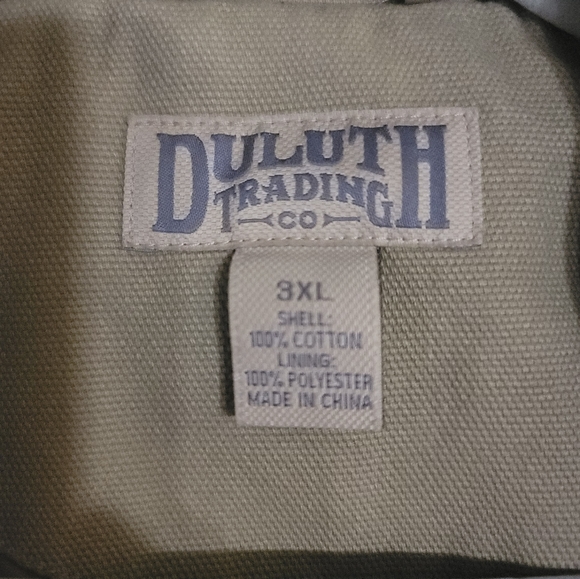 DULUTH
TRADING
CO
3XL
SHELL:
100% COTTON
LINING:
100% POLYESTER
MADE IN CHINA